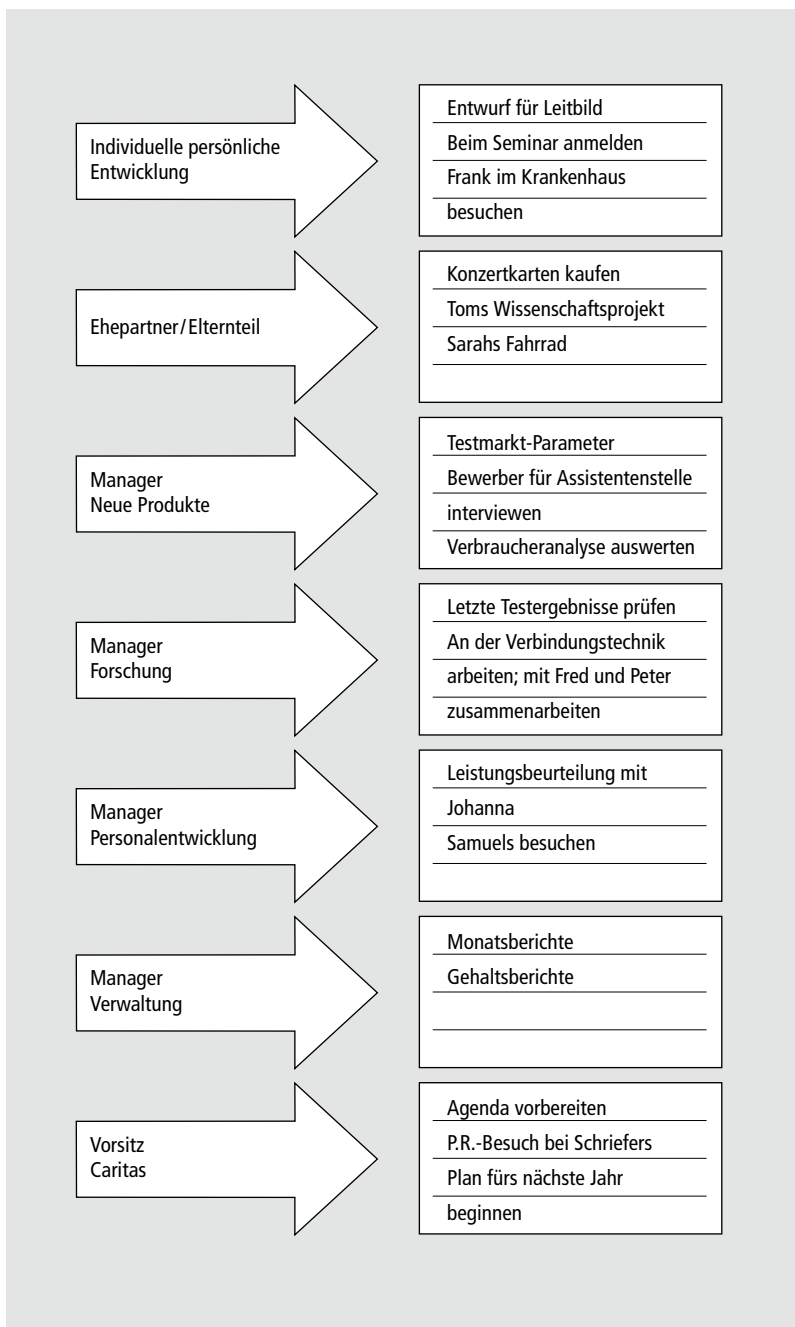 Individuelle persönliche
Entwicklung
Entwurf für Leitbild
Beim Seminar anmelden
Frank im Krankenhaus
besuchen
Ehepartner/Elternteil
Konzertkarten kaufen
Toms Wissenschaftsprojekt
Sarahs Fahrrad
Manager
Neue Produkte
Testmarkt-Parameter
Bewerber für Assistentenstelle
interviewen
Verbraucheranalyse auswerten
Manager
Forschung
Letzte Testergebnisse prüfen
An der Verbindungstechnik
arbeiten; mit Fred und Peter
zusammenarbeiten
Manager
Personalentwicklung
Leistungsbeurteilung mit
Johanna
Samuels besuchen
Manager
Verwaltung
Monatsberichte
Gehaltsberichte
Vorsitz
Caritas
Agenda vorbereiten
P.R.-Besuch bei Schriefers
Plan fürs nächste Jahr
beginnen